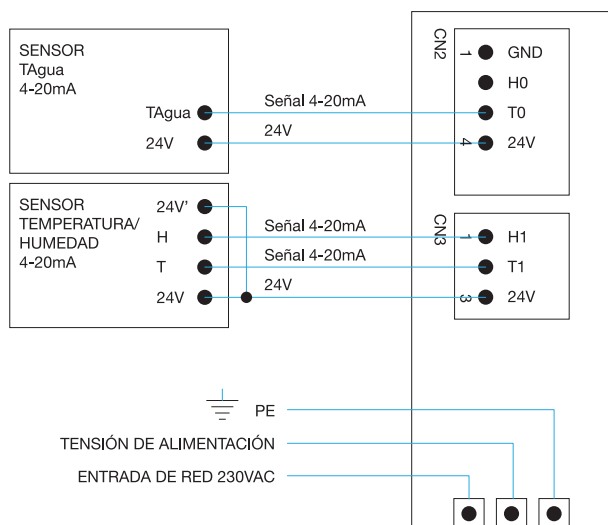 SENSOR
TAgua
4-20mA
TAgua
24V
Señal 4-20mA
24V
CN2
1
4
GND
H0
T0
24V
SENSOR
TEMPERATURA/
HUMEDAD
4-20mA
24V'
H
T
24V
Señal 4-20mA
Señal 4-20mA
24V
CN3
1
3
H1
T1
24V
PE
TENSIÓN DE ALIMENTACIÓN
ENTRADA DE RED 230VAC